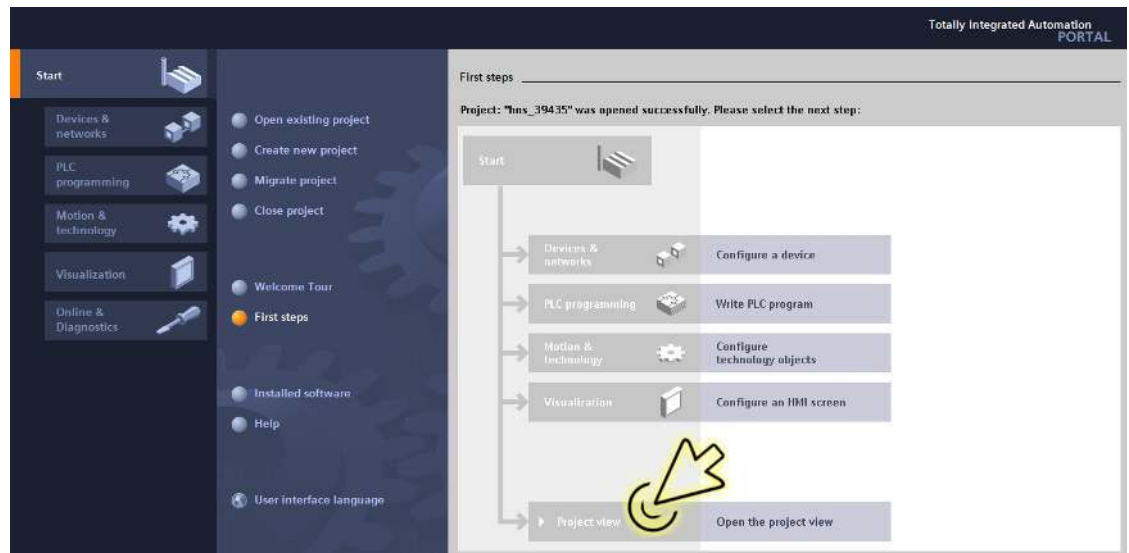 Totally Integrated Automation
PORTAL
Start
Devices &
networks
PLC
programming
Motion &
technology
Visualization
Online &
Diagnostics
Open existing project
Create new project
Migrate project
Close project
Welcome Tour
First steps
Installed software
Help
User interface language
First steps
Project: "hns_39435" was opened successfully. Please select the next step:
Start
Devices &
networks
Configure a device
PLC programming
Write PLC program
Motion &
technology
Configure
technology objects
Visualization
Configure an HMI screen
Project view
Open the project view